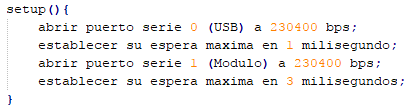 setup(){
abrir puerto serie 0 (USB) a 230400 bps;
establecer su espera maxima en 1 milisegundo;
abrir puerto serie 1 (Modulo) a 230400 bps;
establecer su espera maxima en 3 milisegundos;
}